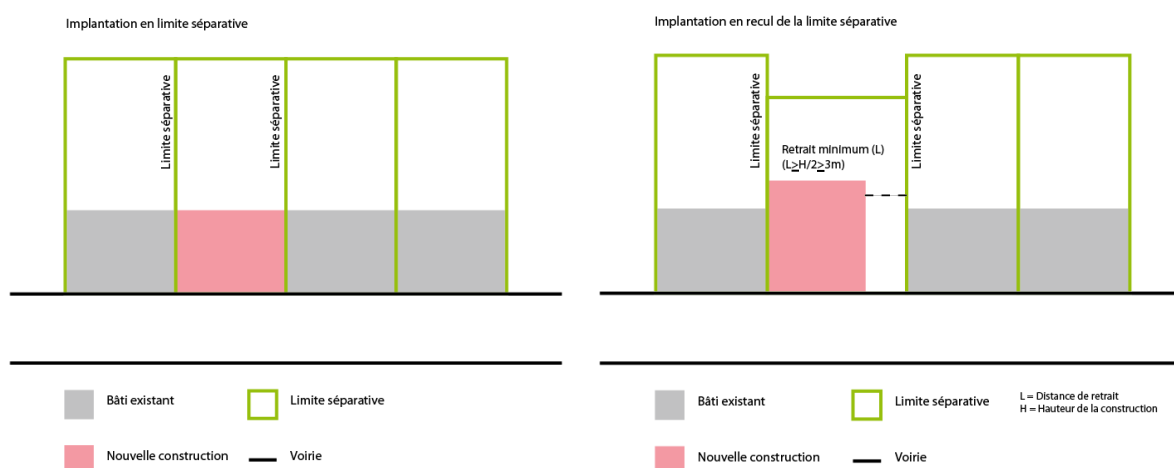 Implantation en limite séparative
Limite séparative
Limite séparative
Bâti existant
Limite séparative
Nouvelle construction
Voirie
Implantation en recul de la limite séparative
Limite séparative
Retrait minimum (L)
(L≥H/2≥3m)
Limite séparative
Bâti existant
Limite séparative
L = Distance de retrait
H = Hauteur de la construction
Nouvelle construction
Voirie